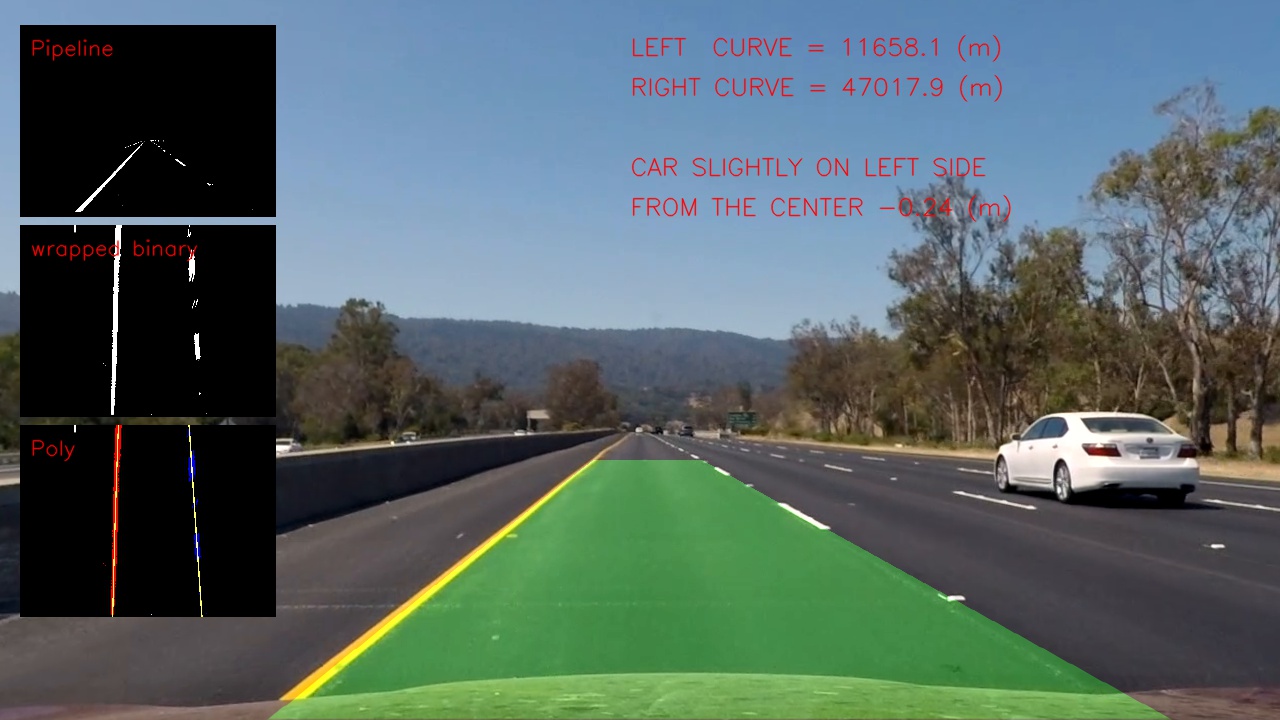 Pipeline
wrapped binary
Poly
LEFT CURVE = 11658.1 (m)
RIGHT CURVE = 47017.9 (m)
CAR SLIGHTLY ON LEFT SIDE
FROM THE CENTER -0.24 (m)